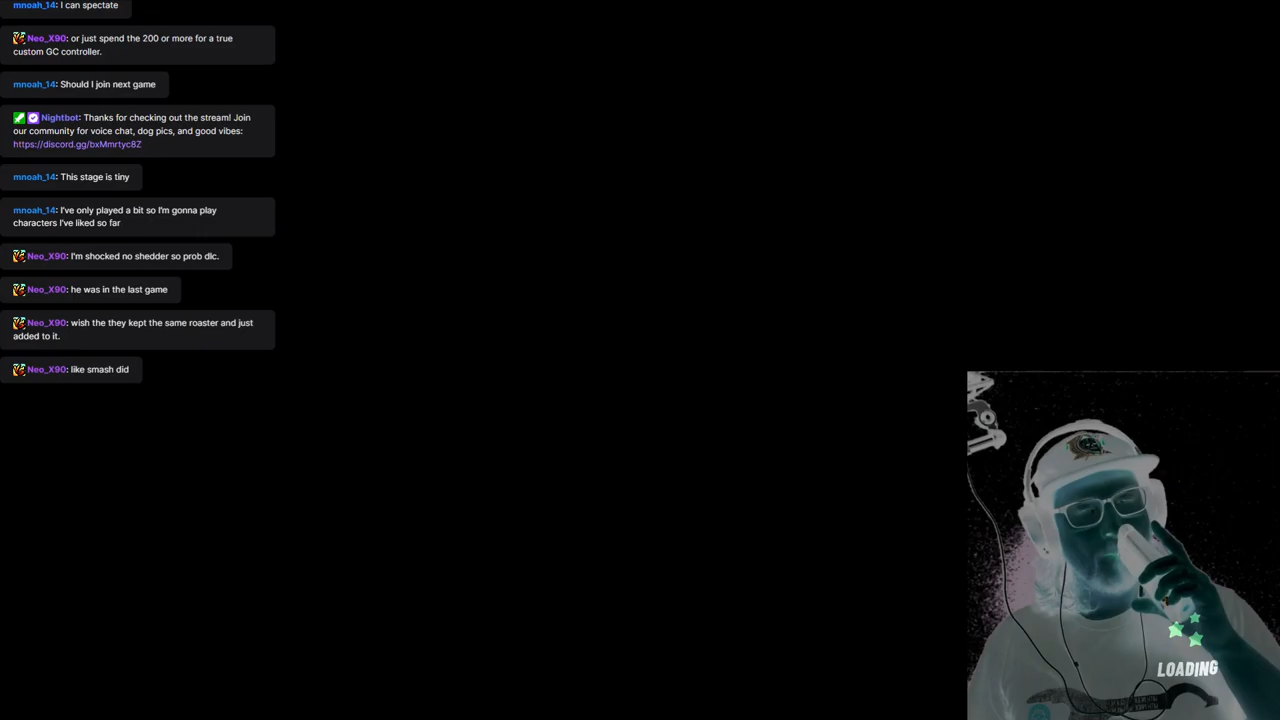 mnoah_14: I can spectate
Neo_X90: or just spend the 200 or more for a true
custom GC controller.
mnoah_14: Should I join next game
Nightbot: Thanks for checking out the stream! Join
our community for voice chat, dog pics, and good vibes:
https://discord.gg/bxMmrtyc8Z
mnoah_14: This stage is tiny
mnoah_14: I've only played a bit so I'm gonna play
characters I've liked so far
Neo_X90: I'm shocked no shedder so prob dlc.
Neo_X90: he was in the last game
Neo_X90: wish the they kept the same roaster and just
added to it.
Neo_X90: like smash did
LOADING